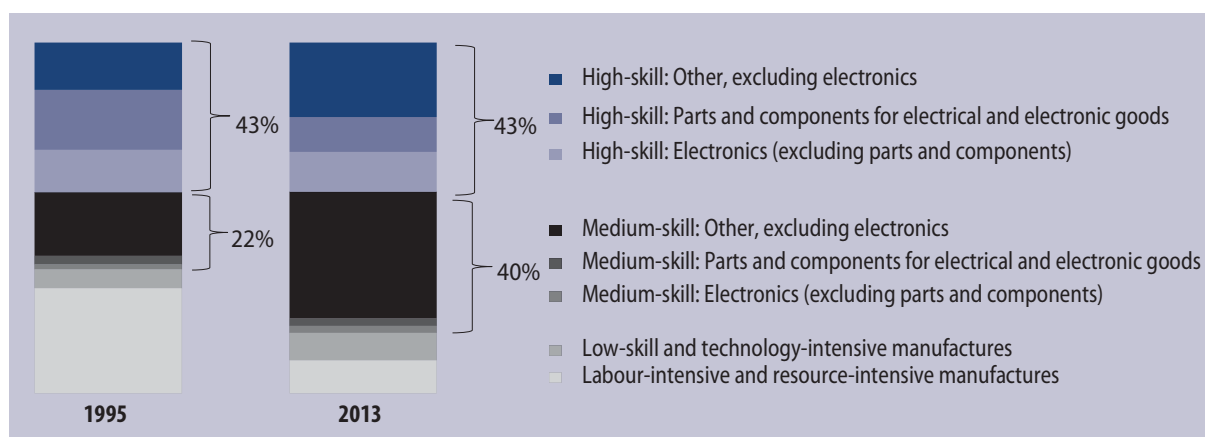 43%
22%
43%
40%
High-skill: Other, excluding electronics
High-skill: Parts and components for electrical and electronic goods
High-skill: Electronics (excluding parts and components)
Medium-skill: Other, excluding electronics
Medium-skill: Parts and components for electrical and electronic goods
Medium-skill: Electronics (excluding parts and components)
Low-skill and technology-intensive manufactures
Labour-intensive and resource-intensive manufactures
1995
2013